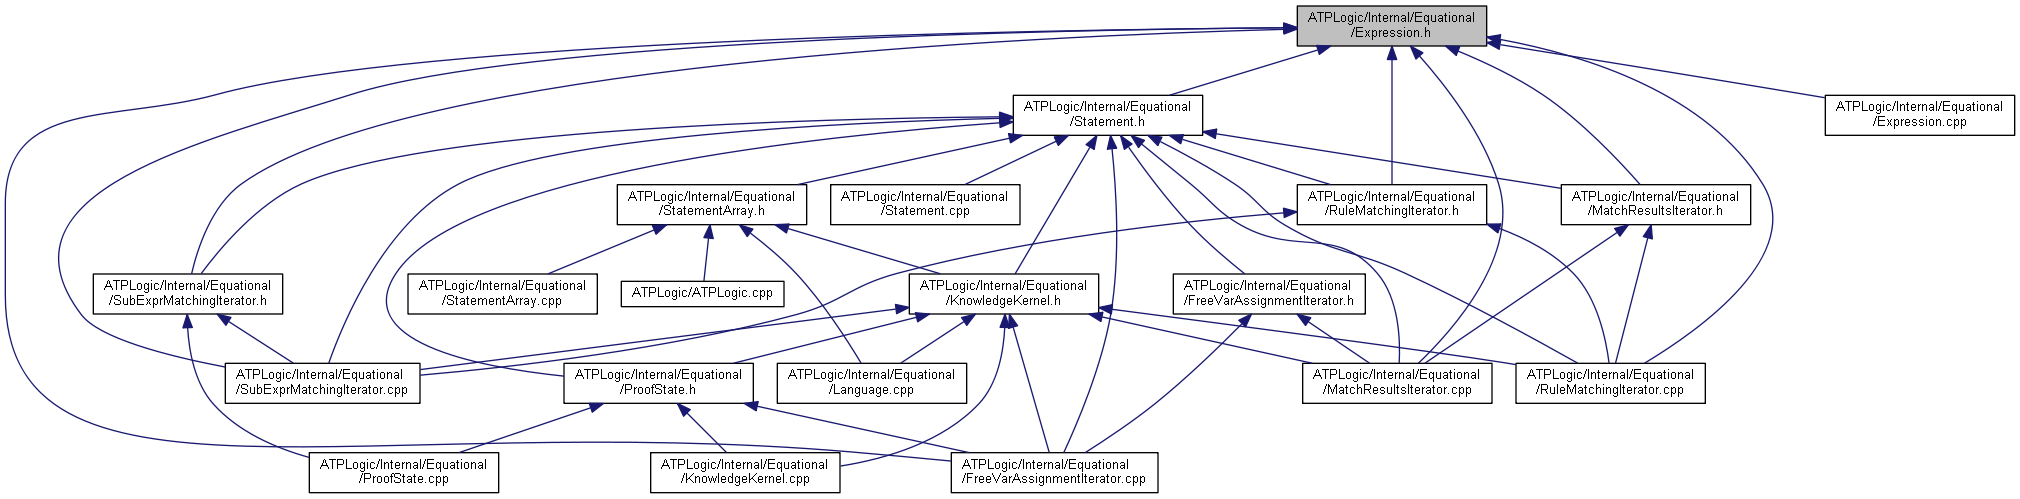 ATPLogic/Internal/Equational
/Expression.h
ATPLogic/Internal/Equational
/Statement.h
ATPLogic/Internal/Equational
/Expression.cpp
ATPLogic/Internal/Equational
/StatementArray.h
ATPLogic/Internal/Equational
/Statement.cpp
ATPLogic/Internal/Equational
/RuleMatchingIterator.h
ATPLogic/Internal/Equational
/MatchResultsIterator.h
ATPLogic/Internal/Equational
/SubExprMatchingIterator.h
ATPLogic/Internal/Equational
/StatementArray.cpp
ATPLogic/ATPLogic.cpp
ATPLogic/Internal/Equational
/KnowledgeKernel.h
ATPLogic/Internal/Equational
/FreeVarAssignmentIterator.h
ATPLogic/Internal/Equational
/SubExprMatchingIterator.cpp
ATPLogic/Internal/Equational
/ProofState.h
ATPLogic/Internal/Equational
/Language.cpp
ATPLogic/Internal/Equational
/MatchResultsIterator.cpp
ATPLogic/Internal/Equational
/RuleMatchingIterator.cpp
ATPLogic/Internal/Equational
/ProofState.cpp
ATPLogic/Internal/Equational
/KnowledgeKernel.cpp
ATPLogic/Internal/Equational
/FreeVarAssignmentIterator.cpp